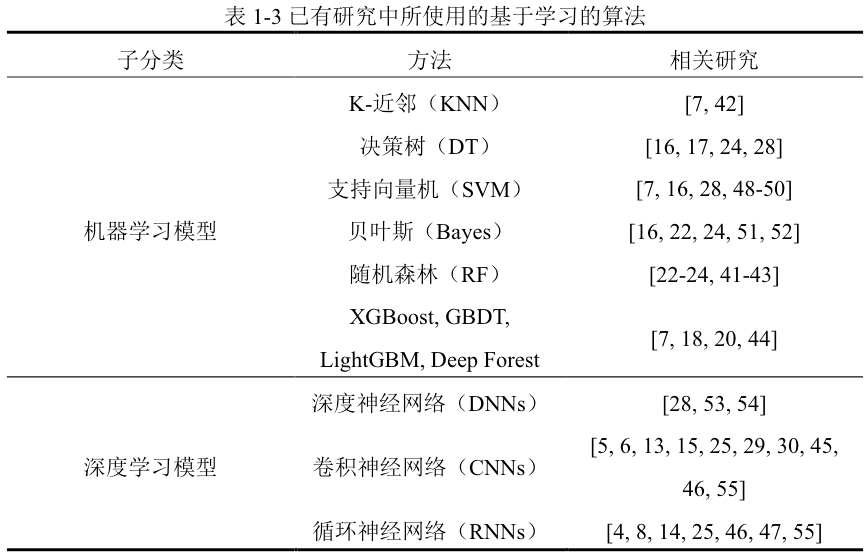 表 1-3 已有研究中所使用的基于学习的算法
子分类 方法 相关研究
K-近邻（KNN） [7, 42]
决策树（DT） [16, 17, 24, 28]
支持向量机（SVM） [7, 16, 28, 48-50]
机器学习模型 贝叶斯（Bayes） [16, 22, 24, 51, 52]
随机森林（RF） [22-24, 41-43]
XGBoost, GBDT,
LightGBM, Deep Forest [7, 18, 20, 44]
深度神经网络（DNNs） [28, 53, 54]
深度学习模型 卷积神经网络（CNNs） [5, 6, 13, 15, 25, 29, 30, 45,
46, 55]
循环神经网络（RNNs） [4, 8, 14, 25, 46, 47, 55]